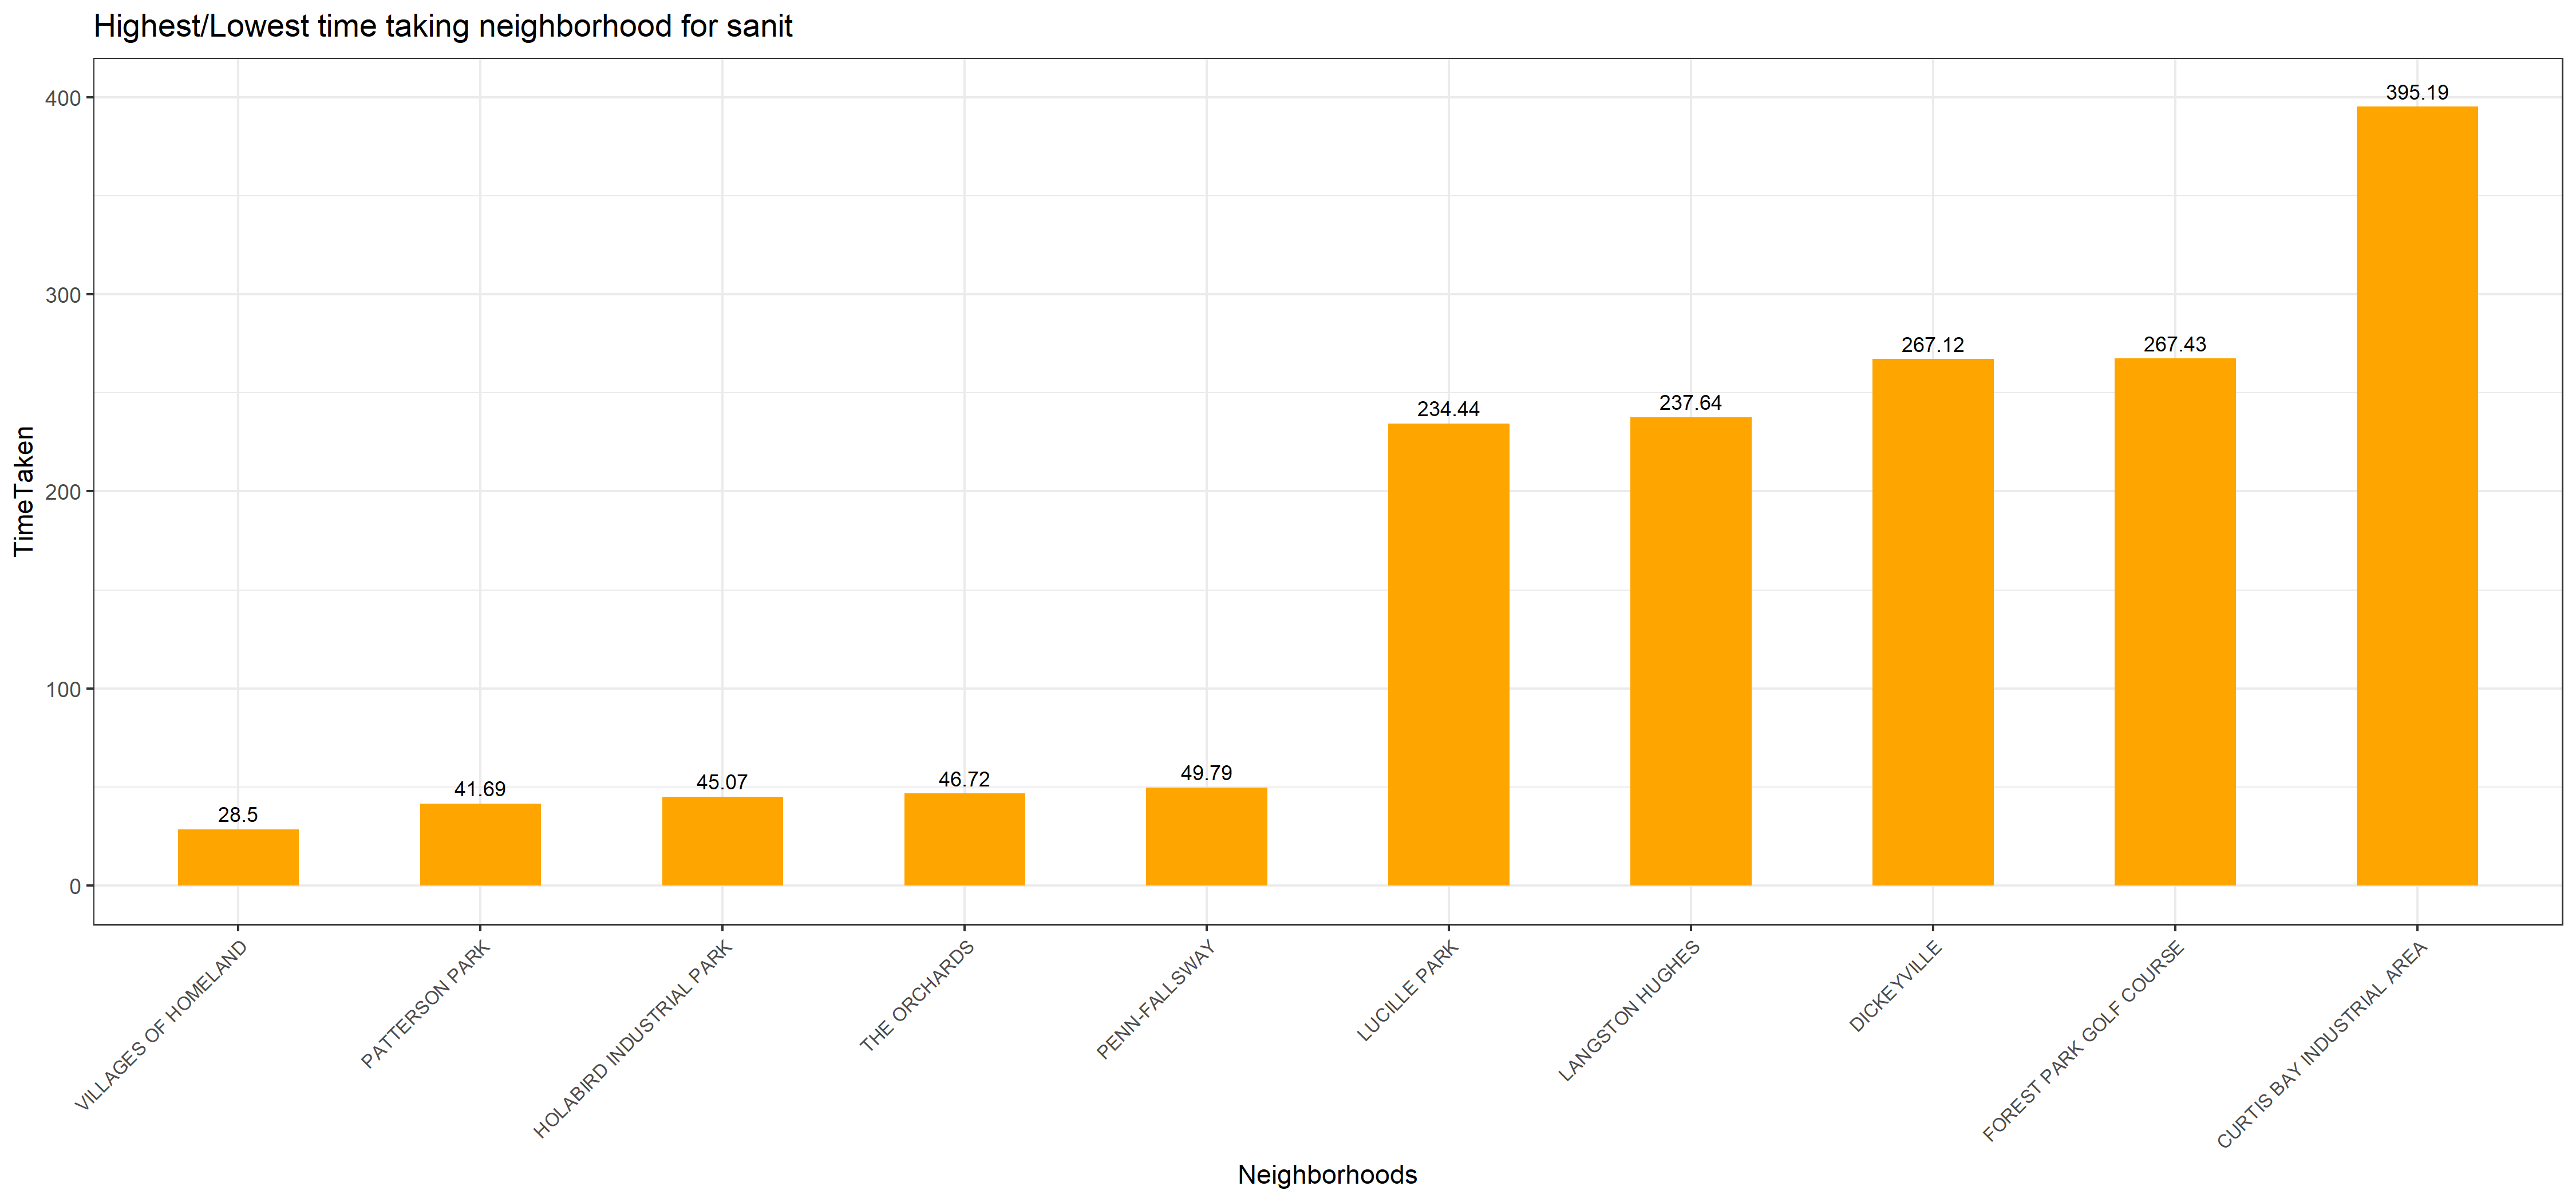 Highest/Lowest time taking neighborhood for sanit
TimeTaken
400
300
200
100
0
28.5
41.69
45.07
46.72
49.79
234.44
237.64
267.12
267.43
395.19
VILLAGES OF HOMELAND
PATTERSON PARK
HOLABIRD INDUSTRIAL PARK
THE ORCHARDS
PENN-FALLSWAY
LUCILLE PARK
LANGSTON HUGHES
DICKEYVILLE
FOREST PARK GOLF COURSE
CURTIS BAY INDUSTRIAL AREA
Neighborhoods